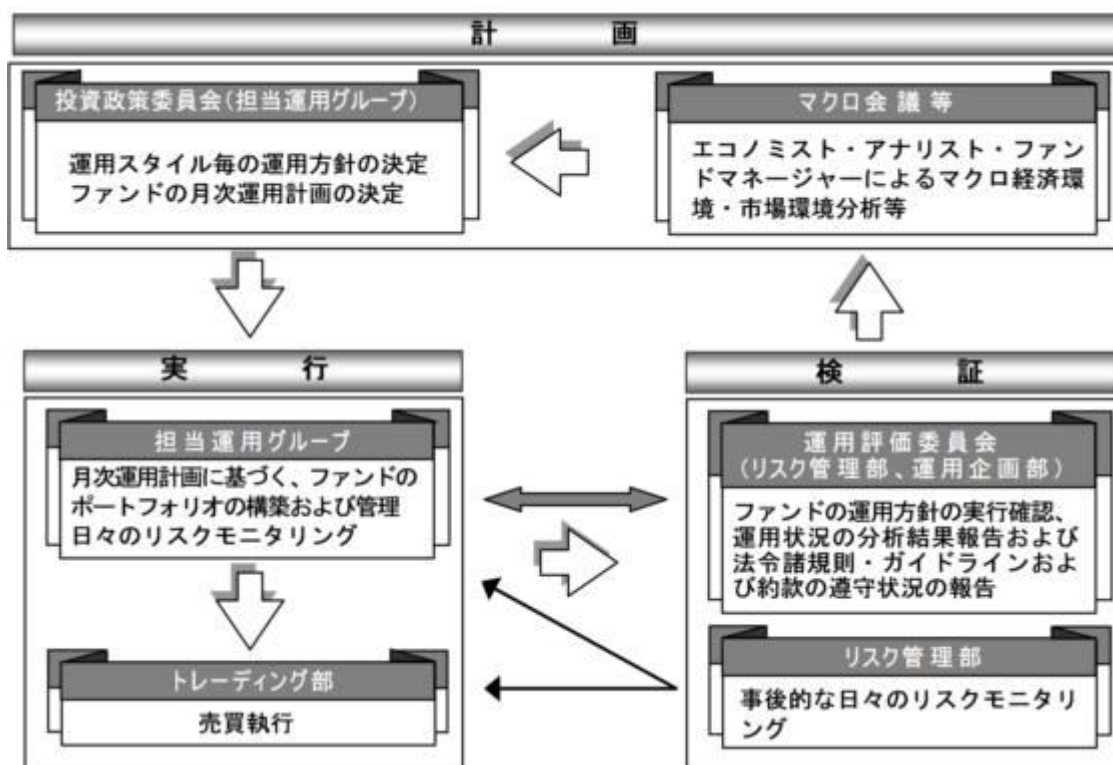 計画
投資政策委員会(担当運用グループ)
運用スタイル毎の運用方針の決定
ファンドの月次運用計画の決定
マクロ会議等
エコノミスト・アナリスト・ファン
ドマネージャーによるマクロ経済環
境・市場環境分析等
実行
担当運用グループ
月次運用計画に基づく、ファンドの
ポートフォリオの構築および管理
日々のリスクモニタリング
トレーディング部
売買執行
検証
運用評価委員会
(リスク管理部、運用企画部)
ファンドの運用方針の実行確認、
運用状況の分析結果報告および
法令諸規則・ガイドラインおよ
び約款の遵守状況の報告
リスク管理部
事後的な日々のリスクモニタリ
ング